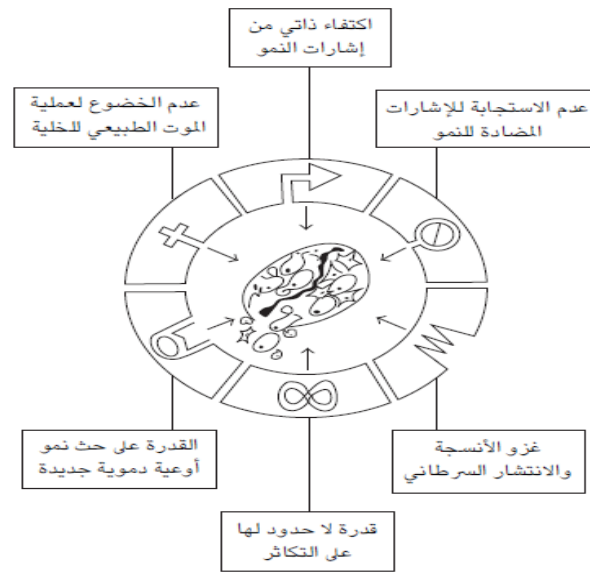 اكتفاء ذاتي من
إشارات النمو
عدم الاستجابة للإشارات
المضادة للنمو
عدم الخضوع لعملية
الموت الطبيعي للخلية
غزو الأنسجة
والانتشار السرطاني
القدرة على حث نمو
أوعية دموية جديدة
قدرة لا حدود لها
على التكاثر